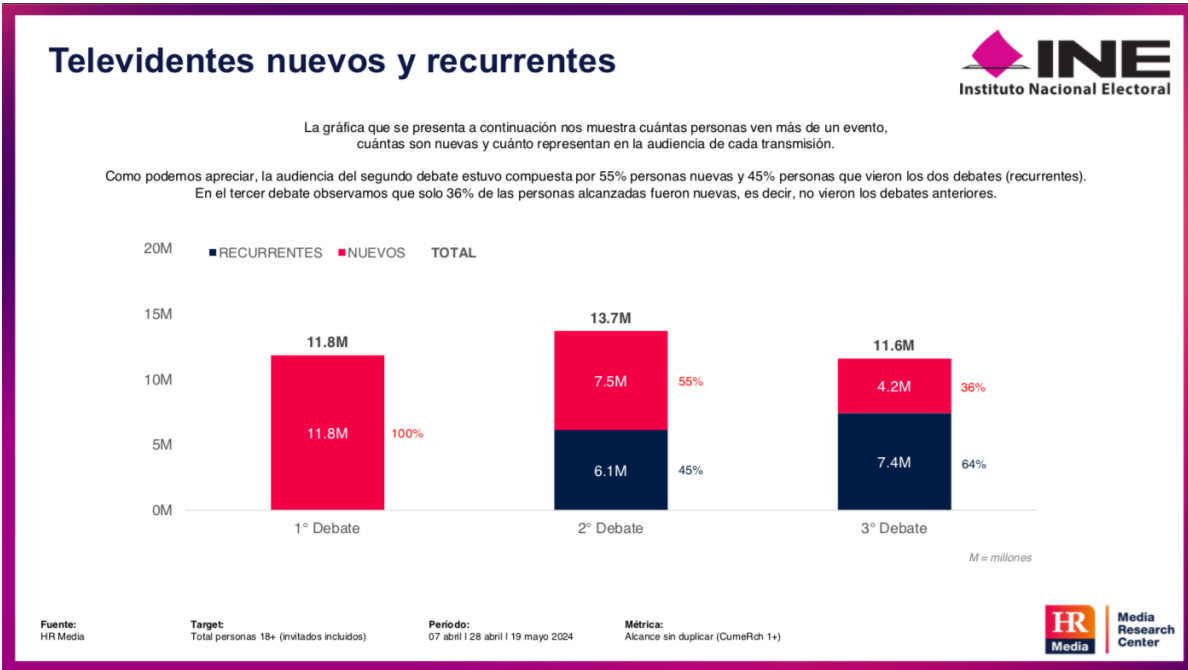 Televidentes nuevos y recurrentes
INE
Instituto Nacional Electoral
La gráfica que se presenta a continuación nos muestra cuántas personas ven más de un evento,
cuántas son nuevas y cuánto representan en la audiencia de cada transmisión.
Como podemos apreciar, la audiencia del segundo debate estuvo compuesta por 55% personas nuevas y 45% personas que vieron los dos debates (recurrentes).
En el tercer debate observamos que solo 36% de las personas alcanzadas fueron nuevas, es decir, no vieron los debates anteriores.
20M
RECURRENTES NUEVOS TOTAL
15M
10M
5M
0M
11.8M
11.8M
100%
1° Debate
13.7M
7.5M
55%
6.1M
45%
2° Debate
11.6M
4.2M
36%
7.4M
64%
3° Debate
M = millones
Fuente:
HR Media
Target:
Total personas 18+ (invitados incluidos)
Período:
07 abril l 28 abril l 19 mayo 2024
Métrica:
Alcance sin duplicar (CumeRch 1+)
HR
Media
Media
Research
Center